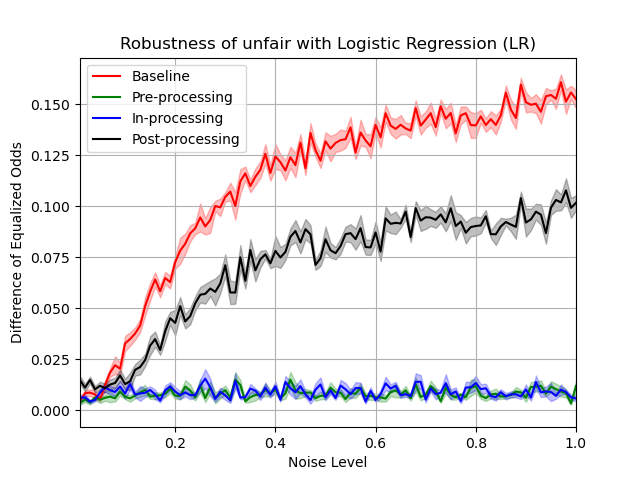 Robustness of unfair with Logistic Regression (LR)
Baseline
Pre-processing
In-processing
Post-processing
Difference of Equalized Odds
0.150
0.125
0.100
0.075
0.050
0.025
0.000
0.2 0.4 0.6 0.8 1.0
Noise Level